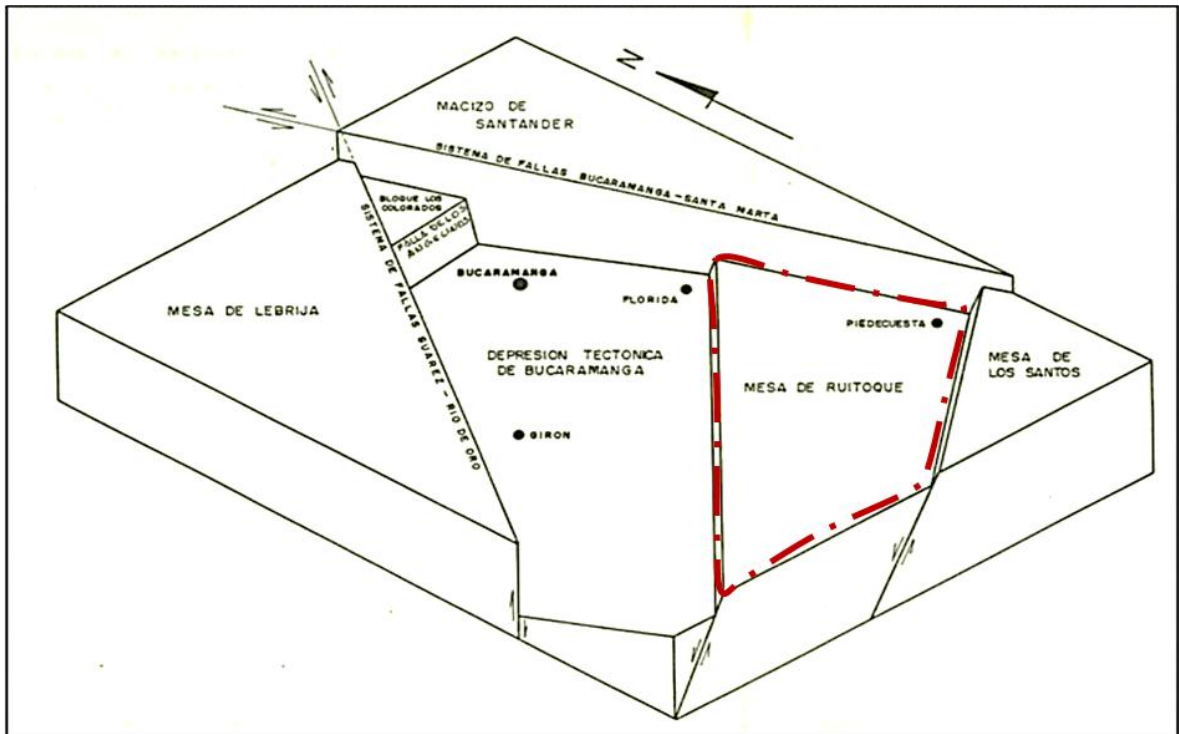 N
MACIZO DE
SANTANDER
SISTEMA DE FALLAS BUCARAMANGA-SANTA MARTA
BLOQUE LOS
COLORADOS
FALLA DE LOS
SISTEMA DE FALLAS SUAREZ - RIO DE ORO
BUCARAMANGA
FLORIDA
MESA DE LEBRIJA
PIEDECUESTA
DEPRESION TECTONICA
DE BUCARAMANGA
MESA DE RUITOQUE
MESA DE
LOS SANTOS
GIRON